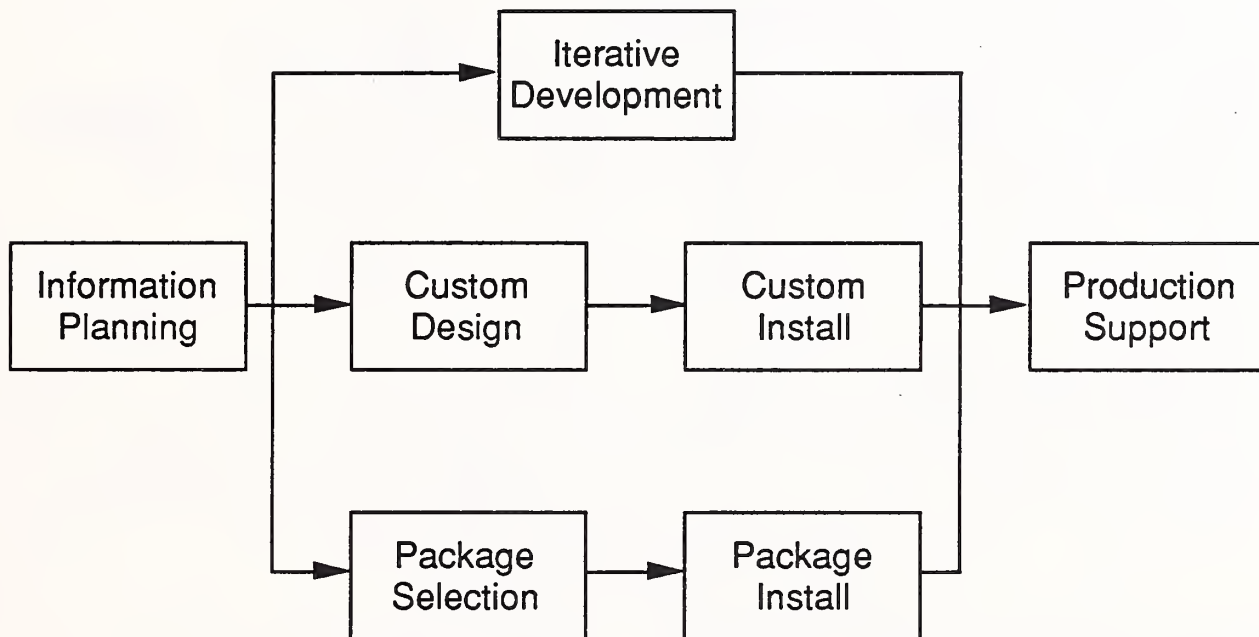 Iterative
Development
Information
Planning
Custom
Design
Custom
Install
Production
Support
Package
Selection
Package
Install